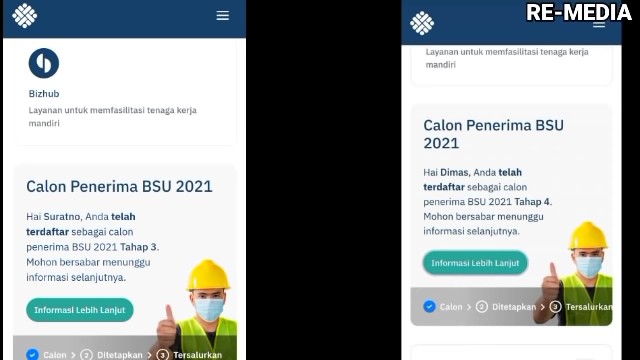 RE-MEDIA
Bizhub
Layanan untuk memfasilitasi tenaga kerja
mandiri
Calon Penerima BSU 2021
Hai Suratno, Anda telah
terdaftar sebagai calon
penerima BSU 2021 Tahap 3.
Mohon bersabar menunggu
informasi selanjutnya.
Informasi Lebih Lanjut
Calon > 2 Ditetapkan > 3 Tersalurkan
Layanan untuk memfasilitasi tenaga kerja
mandiri
Calon Penerima BSU
2021
Hai Dimas, Anda telah
terdaftar sebagai calon
penerima BSU 2021 Tahap 4.
Mohon bersabar menunggu
informasi selanjutnya.
Informasi Lebih Lanjut
Calon > 2 Ditetapkan > 3 Tersalurkan